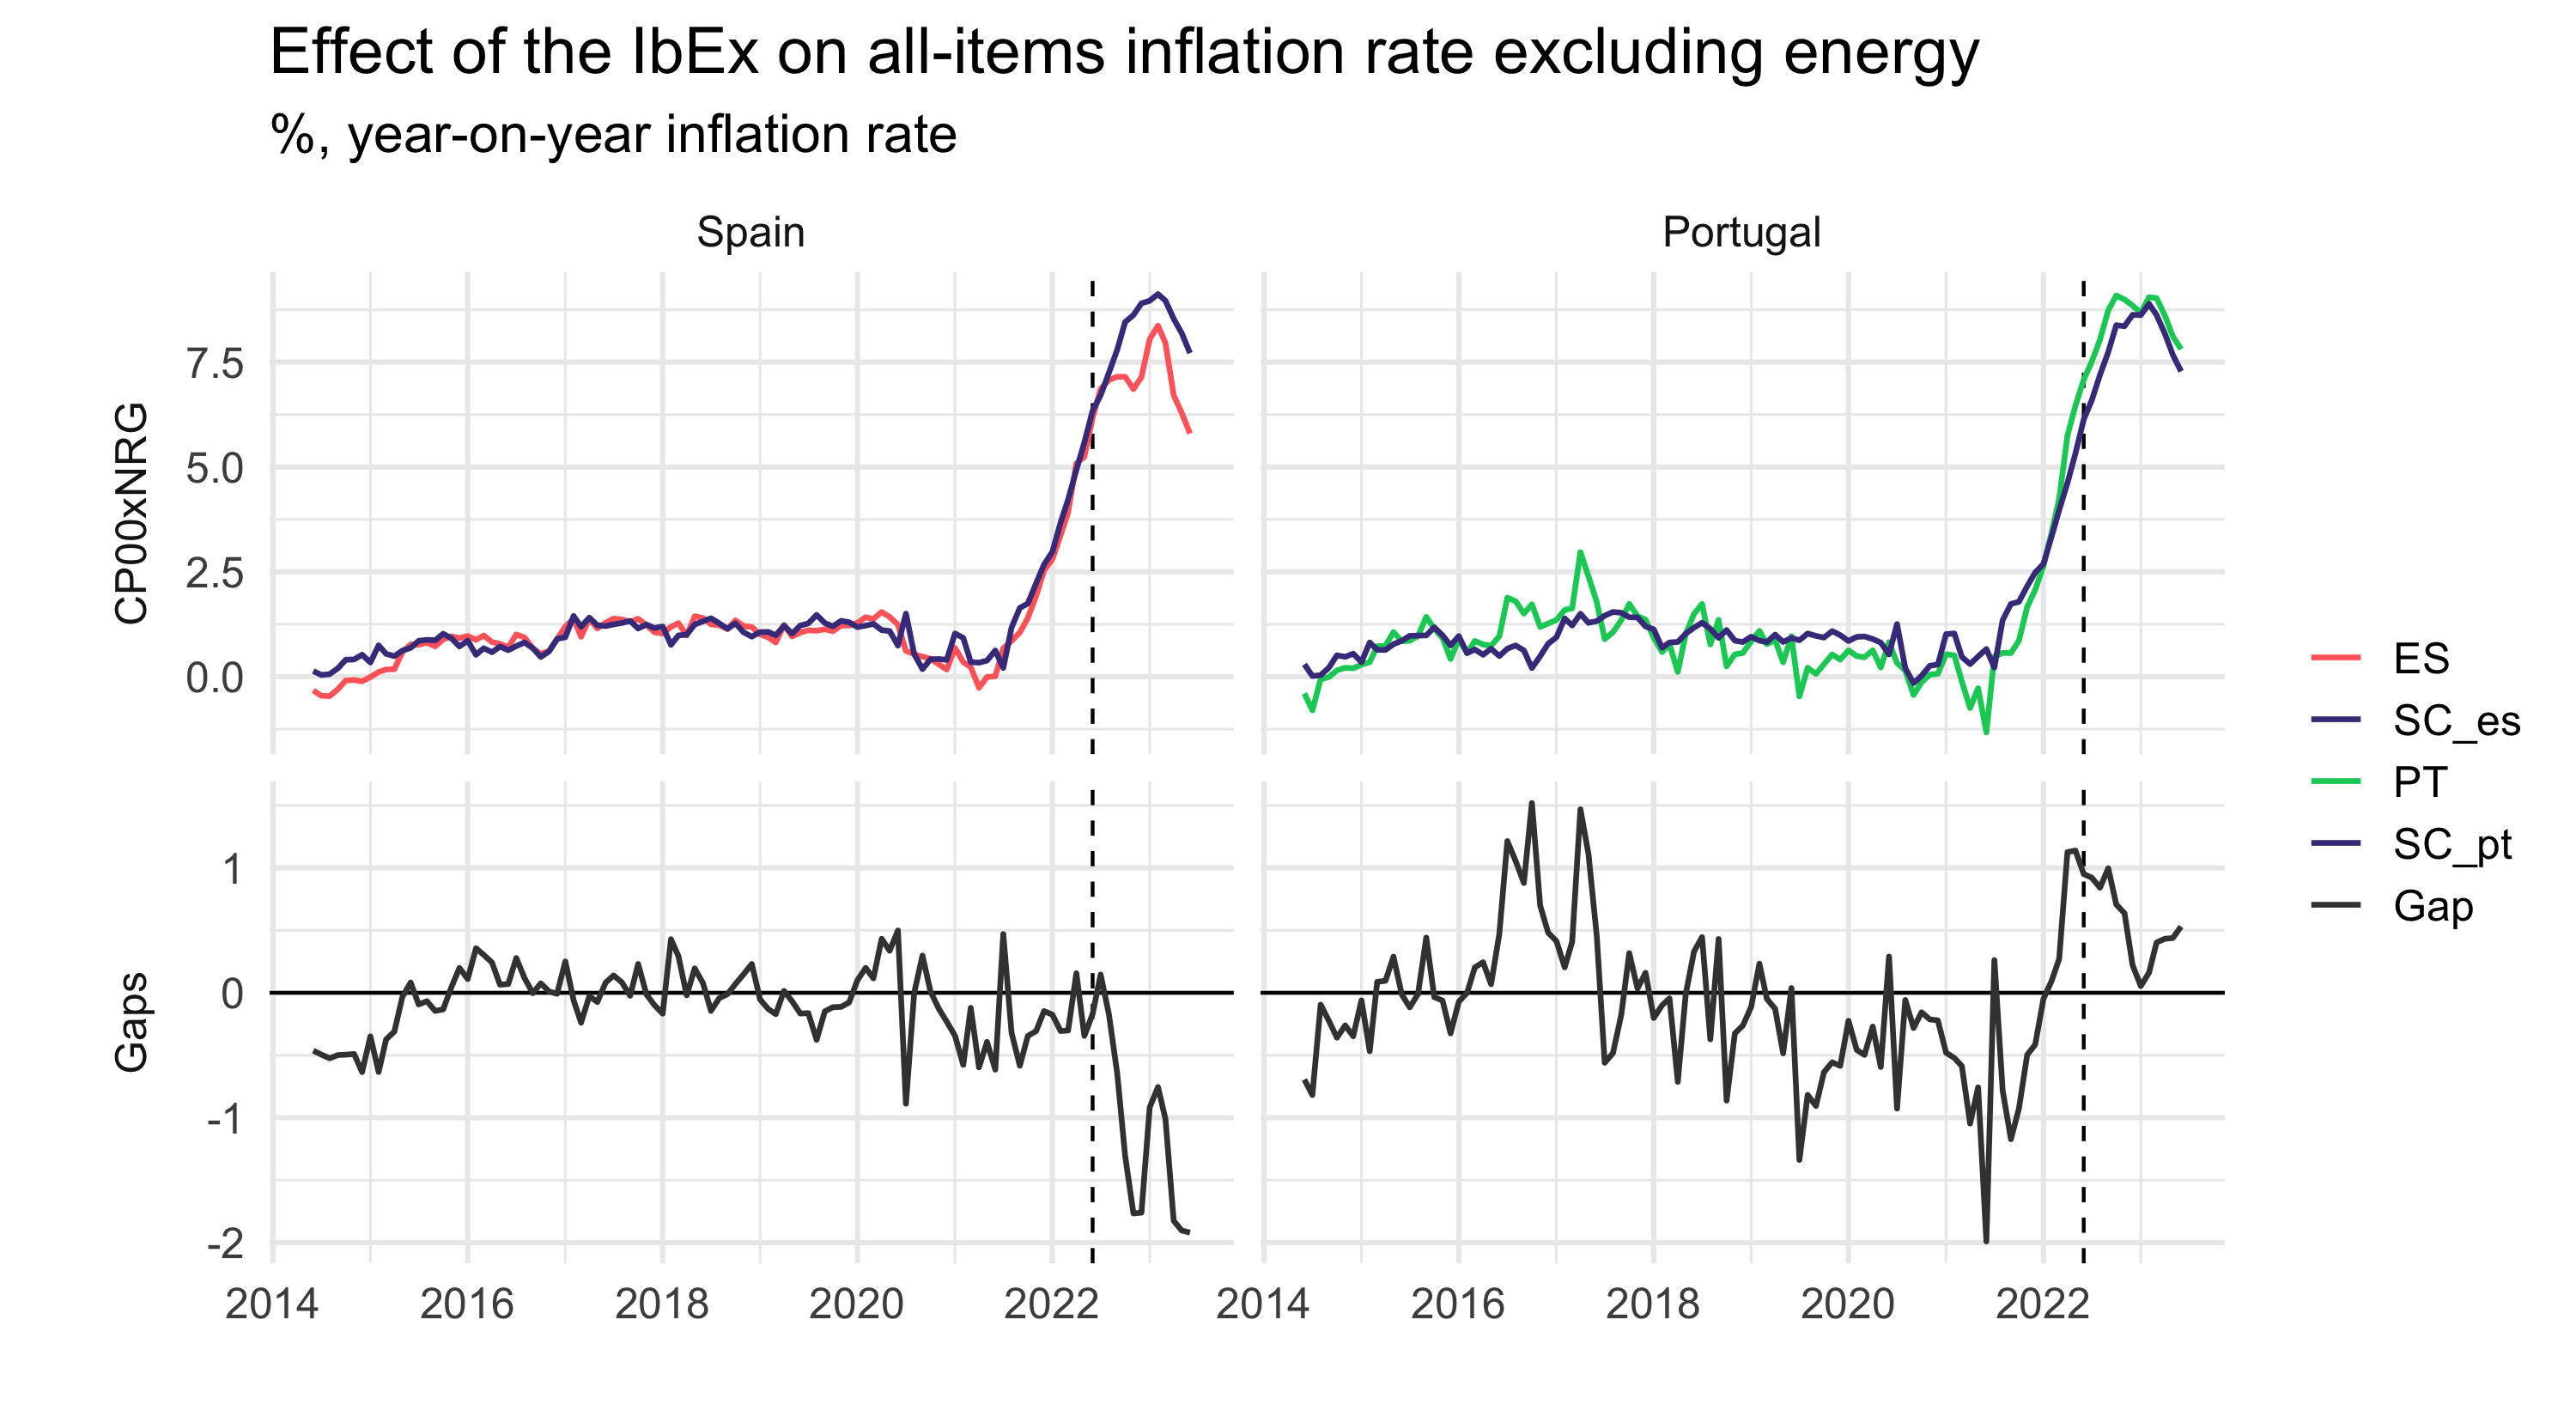 Effect of the IbEx on all-items inflation rate excluding energy
%, year-on-year inflation rate
Spain
Portugal
CP00xNRG
7.5
5.0
2.5
0.0
Gaps
1
0
-1
-2
2014
2016
2018
2020
2022
2014
2016
2018
2020
2022
ES
SC_es
PT
SC_pt
Gap